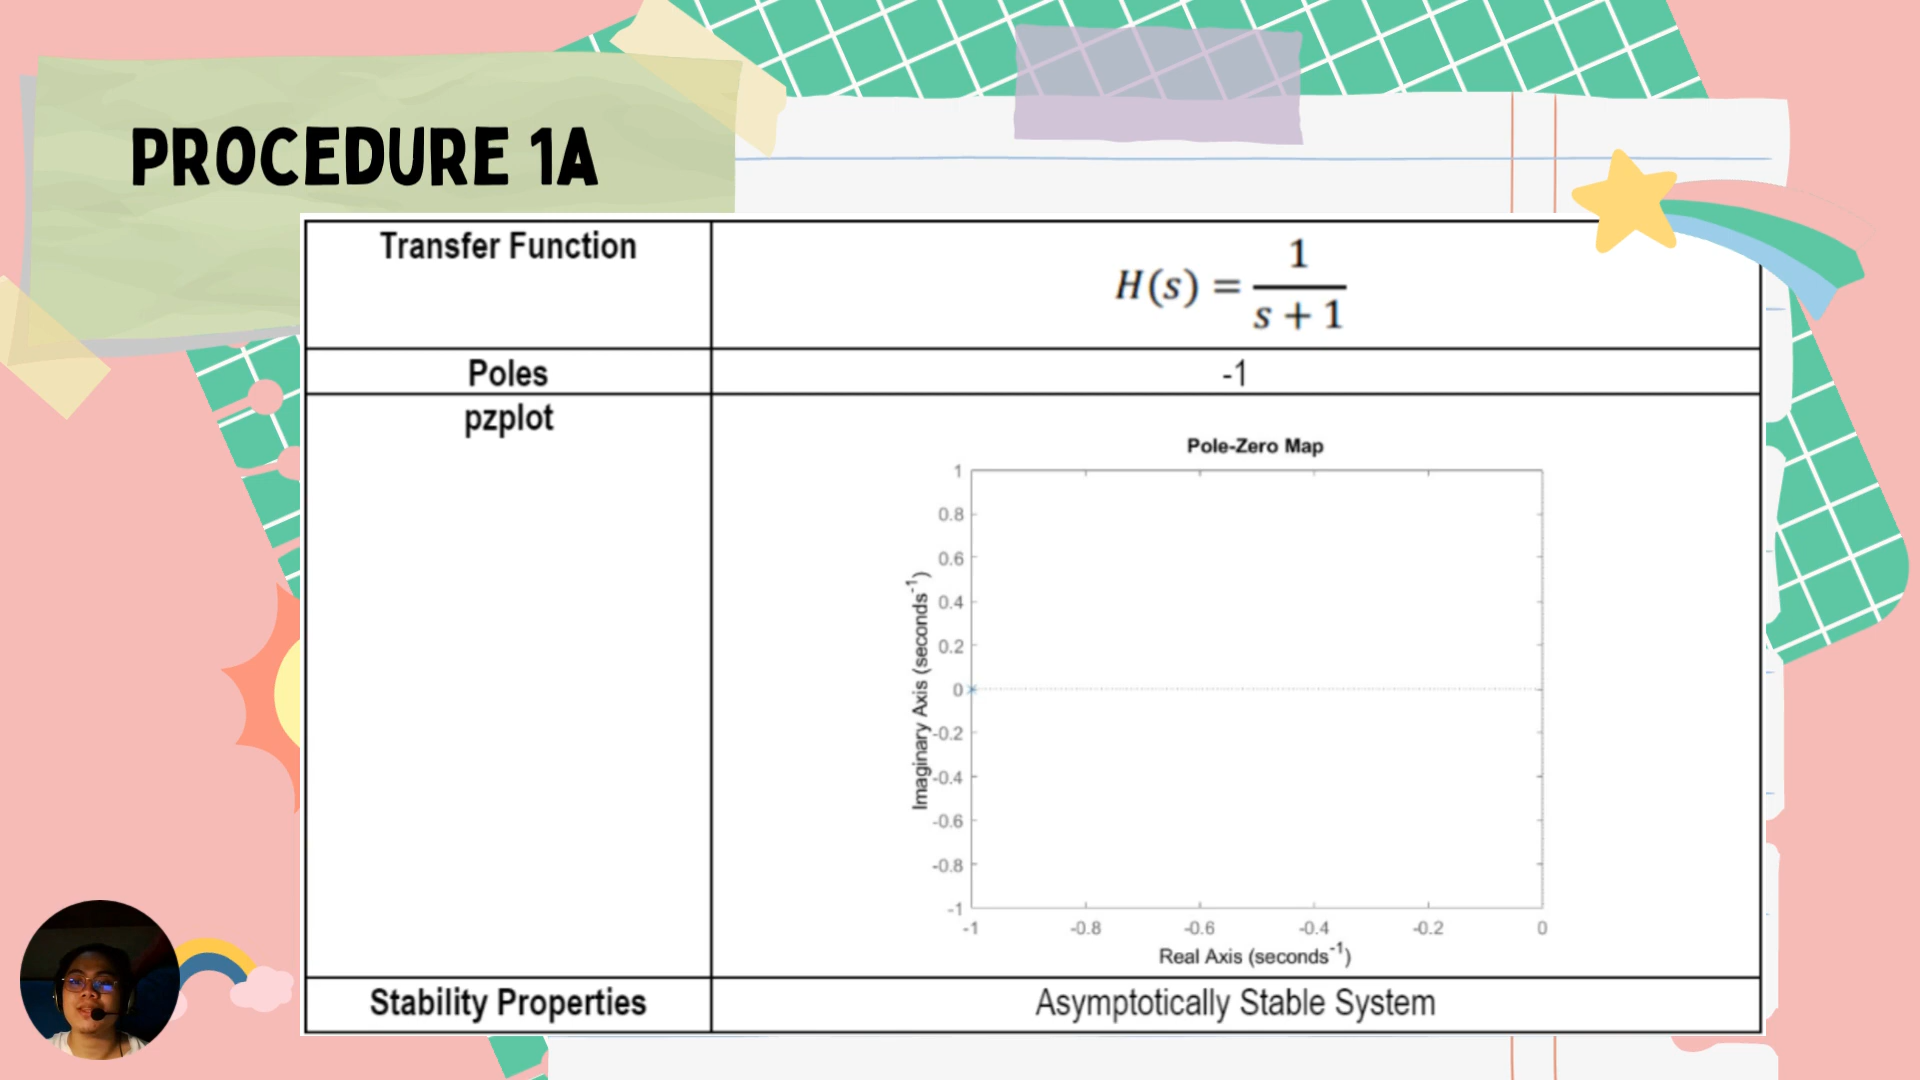 PROCEDURE 1A
Transfer Function
H(s) = 1 / (s + 1)
Poles
-1
pzplot
Pole-Zero Map
Imaginary Axis (seconds⁻¹)
1
0.8
0.6
0.4
0.2
0
-0.2
-0.4
-0.6
-0.8
-1
-1 -0.8 -0.6 -0.4 -0.2 0
Real Axis (seconds⁻¹)
Stability Properties
Asymptotically Stable System